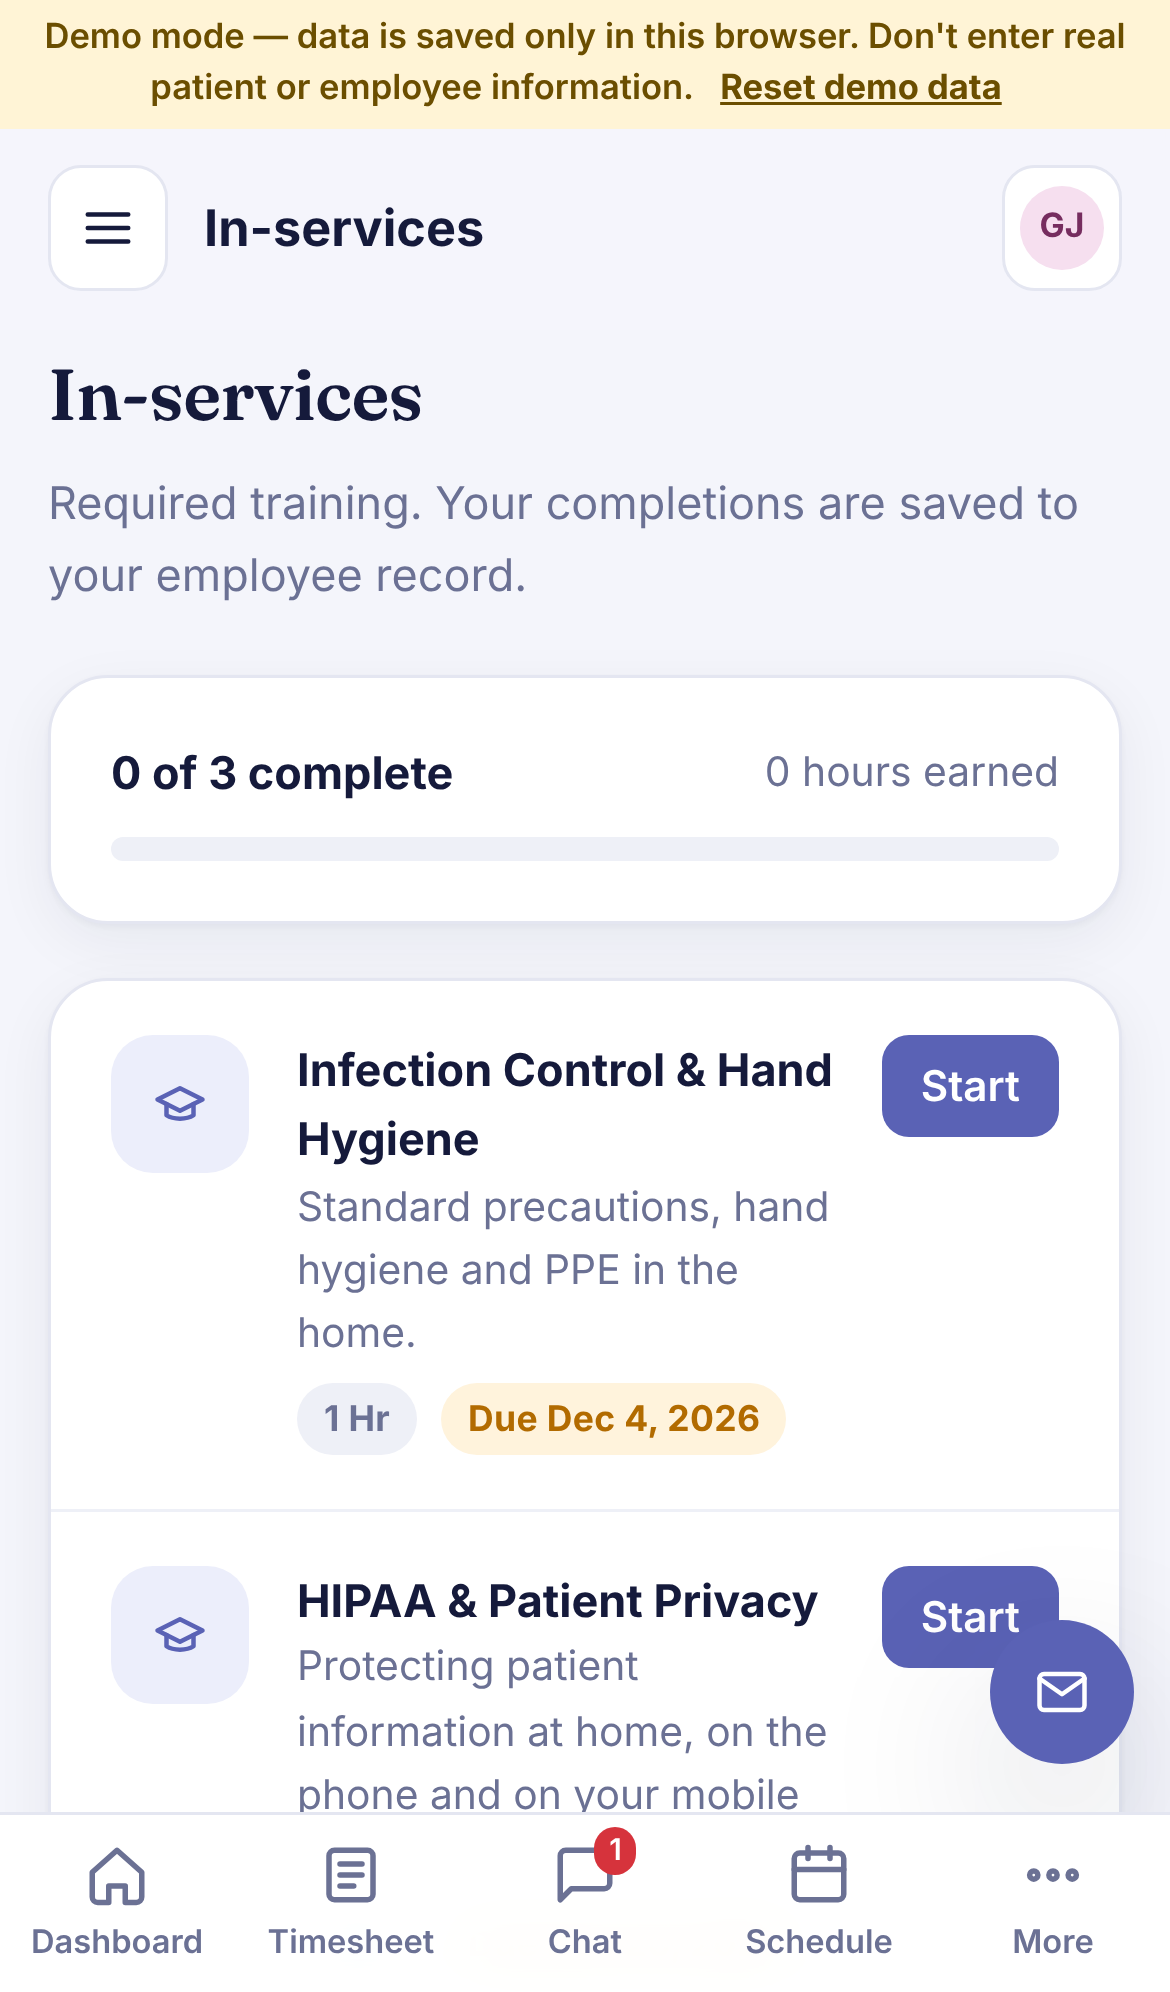 Demo mode — data is saved only in this browser. Don't enter real
patient or employee information. Reset demo data
In-services
GJ
In-services
Required training. Your completions are saved to
your employee record.
0 of 3 complete
0 hours earned
Infection Control & Hand
Hygiene
Start
Standard precautions, hand
hygiene and PPE in the
home.
1 Hr
Due Dec 4, 2026
HIPAA & Patient Privacy
Start
Protecting patient
information at home, on the
phone and on your mobile
1
Dashboard
Timesheet
Chat
Schedule
More